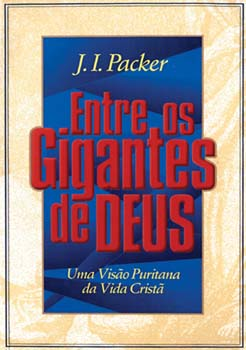 J. I. Packer
Entre os
Gigantes
de DEUS
Uma Visão Puritana
da Vida Cristã